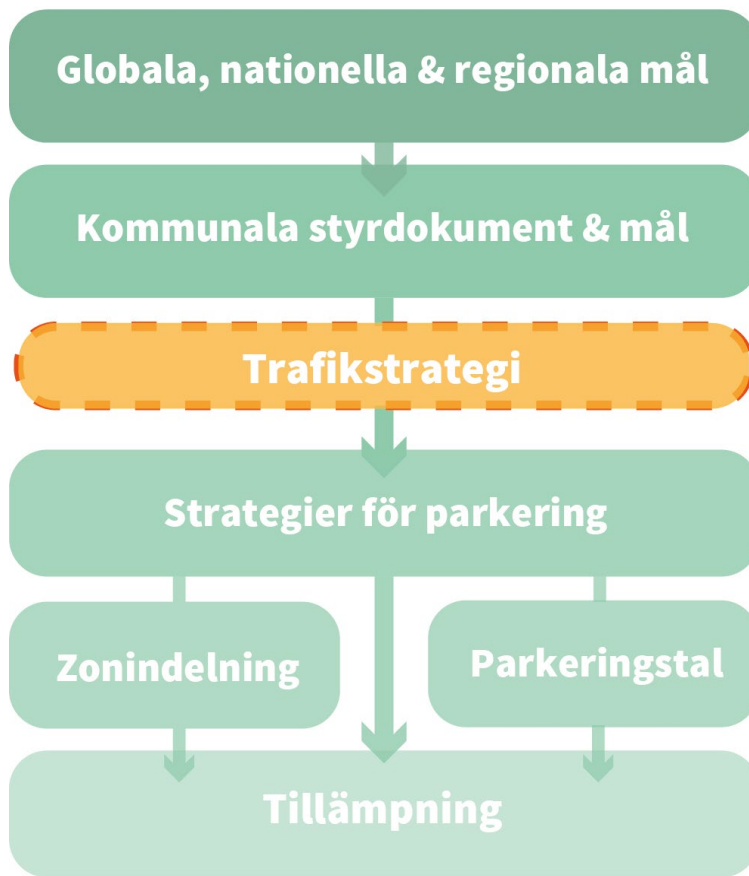 Globala, nationella & regionala mål
Kommunala styrdokument & mål
Trafikstrategi
Strategier för parkering
Zonindelning
Parkeringstal
Tillämpning